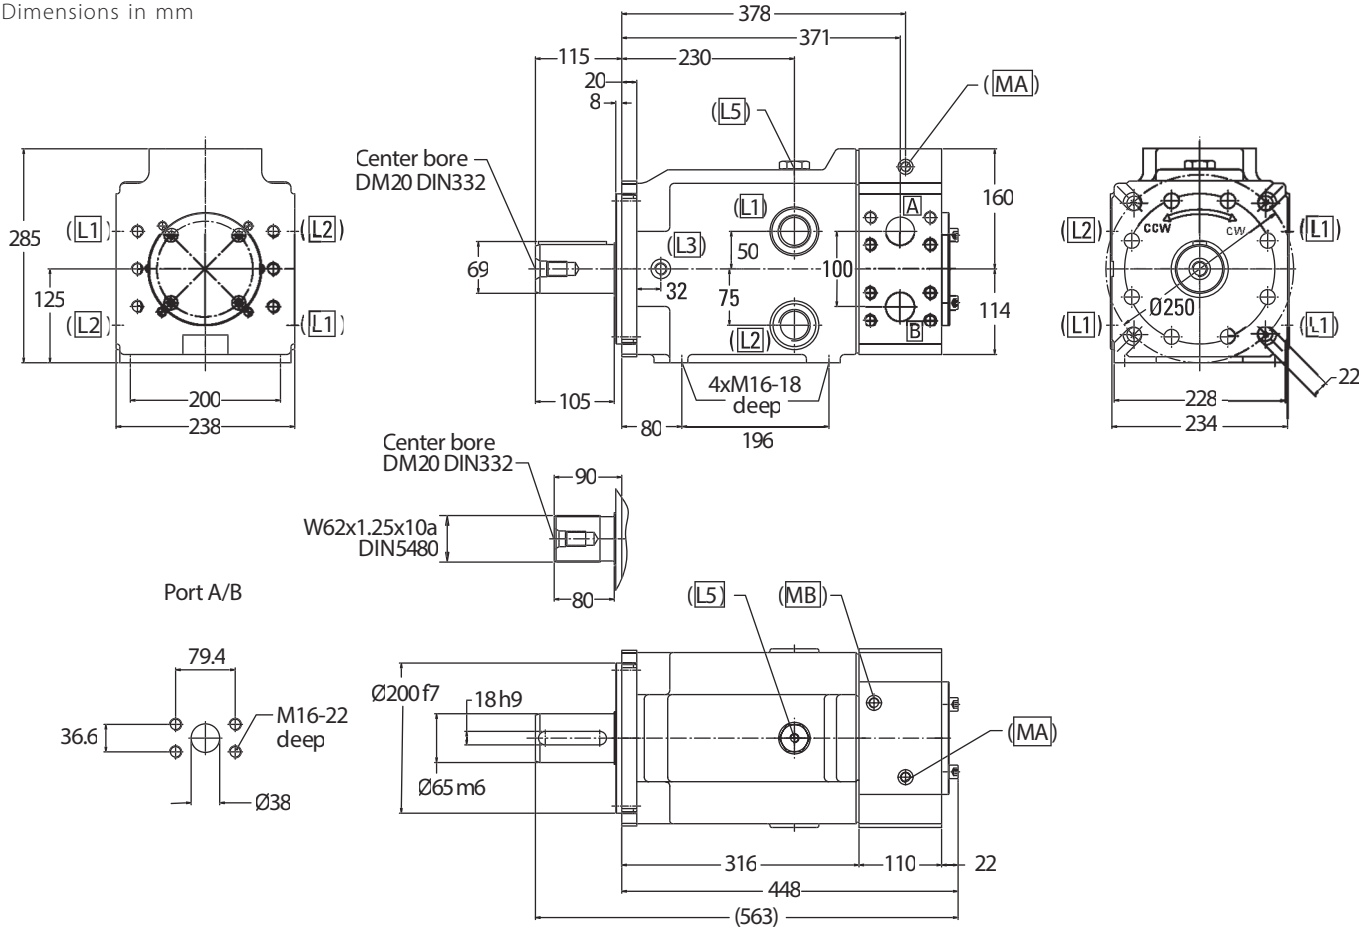 Dimensions in mm
378
371
115
230
20
8
(MA)
(L5)
Center bore
DM20 DIN332
160
(L1)
A
(L1)
(L2)
(L2)
ccw
cw
(L1)
285
(L3)
50
69
100
125
32
75
114
Ø250
(L2)
(L1)
(L2)
B
(L1)
(L1)
22
4xM16-18
deep
105
200
228
238
80
196
234
Center bore
DM20 DIN332
90
W62x1.25x10a
DIN5480
80
Port A/B
(L5)
(MB)
79.4
Ø200 f7
18 h9
M16-22
deep
36.6
(MA)
Ø65 m6
Ø38
316
110
22
448
(563)